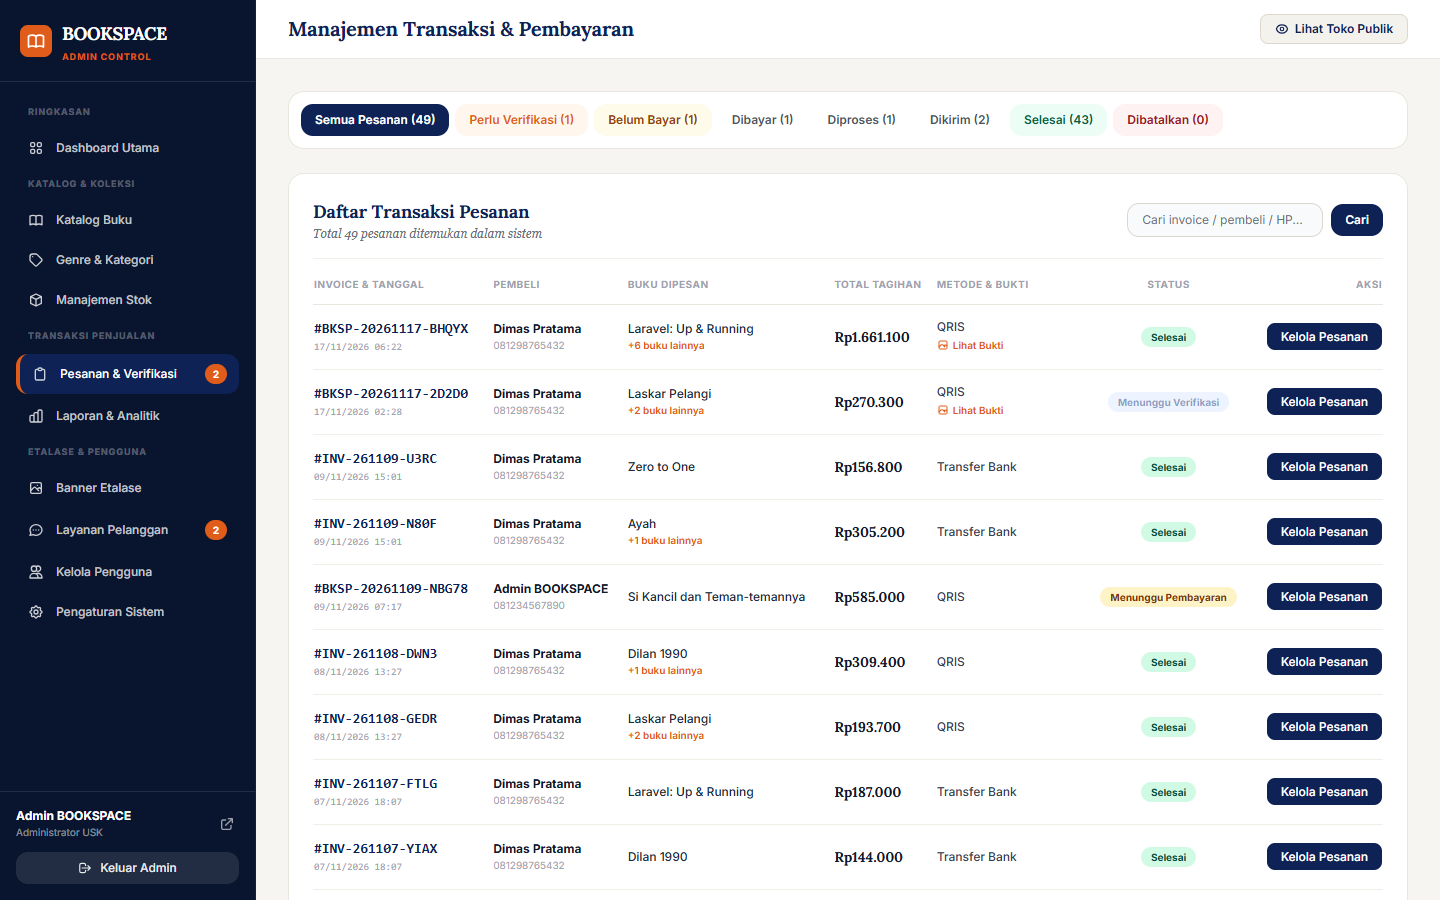 BOOKSPACE
ADMIN CONTROL
RINGKASAN
Dashboard Utama
KATALOG & KOLEKSI
Katalog Buku
Genre & Kategori
Manajemen Stok
TRANSAKSI PENJUALAN
Pesanan & Verifikasi 2
Laporan & Analitik
ETALASE & PENGGUNA
Banner Etalase
Layanan Pelanggan 2
Kelola Pengguna
Pengaturan Sistem
Admin BOOKSPACE
Administrator USK
Keluar Admin
Manajemen Transaksi & Pembayaran
Lihat Toko Publik
Semua Pesanan (49) Perlu Verifikasi (1) Belum Bayar (1) Dibayar (1) Diproses (1) Dikirim (2) Selesai (43) Dibatalkan (0)
Daftar Transaksi Pesanan
Total 49 pesanan ditemukan dalam sistem
Cari invoice / pembeli / HP... Cari
INVOICE & TANGGAL PEMBELI BUKU DIPESAN TOTAL TAGIHAN METODE & BUKTI STATUS AKSI
#BKSP-20261117-BHQYX Dimas Pratama Laravel: Up & Running Rp1.661.100 QRIS Selesai Kelola Pesanan
17/11/2026 06:22 081298765432 +6 buku lainnya Lihat Bukti
#BKSP-20261117-2D2D0 Dimas Pratama Laskar Pelangi Rp270.300 QRIS Menunggu Verifikasi Kelola Pesanan
17/11/2026 02:28 081298765432 +2 buku lainnya Lihat Bukti
#INV-261109-U3RC Dimas Pratama Zero to One Rp156.800 Transfer Bank Selesai Kelola Pesanan
09/11/2026 15:01 081298765432
#INV-261109-N80F Dimas Pratama Ayah Rp305.200 Transfer Bank Selesai Kelola Pesanan
09/11/2026 15:01 081298765432 +1 buku lainnya
#BKSP-20261109-NBG78 Admin BOOKSPACE Si Kancil dan Teman-temannya Rp585.000 QRIS Menunggu Pembayaran Kelola Pesanan
09/11/2026 07:17 081234567890
#INV-261108-DWN3 Dimas Pratama Dilan 1990 Rp309.400 QRIS Selesai Kelola Pesanan
08/11/2026 13:27 081298765432 +1 buku lainnya
#INV-261108-GEDR Dimas Pratama Laskar Pelangi Rp193.700 QRIS Selesai Kelola Pesanan
08/11/2026 13:27 081298765432 +2 buku lainnya
#INV-261107-FTLG Dimas Pratama Laravel: Up & Running Rp187.000 Transfer Bank Selesai Kelola Pesanan
07/11/2026 18:07 081298765432
#INV-261107-YIAX Dimas Pratama Dilan 1990 Rp144.000 Transfer Bank Selesai Kelola Pesanan
07/11/2026 18:07 081298765432